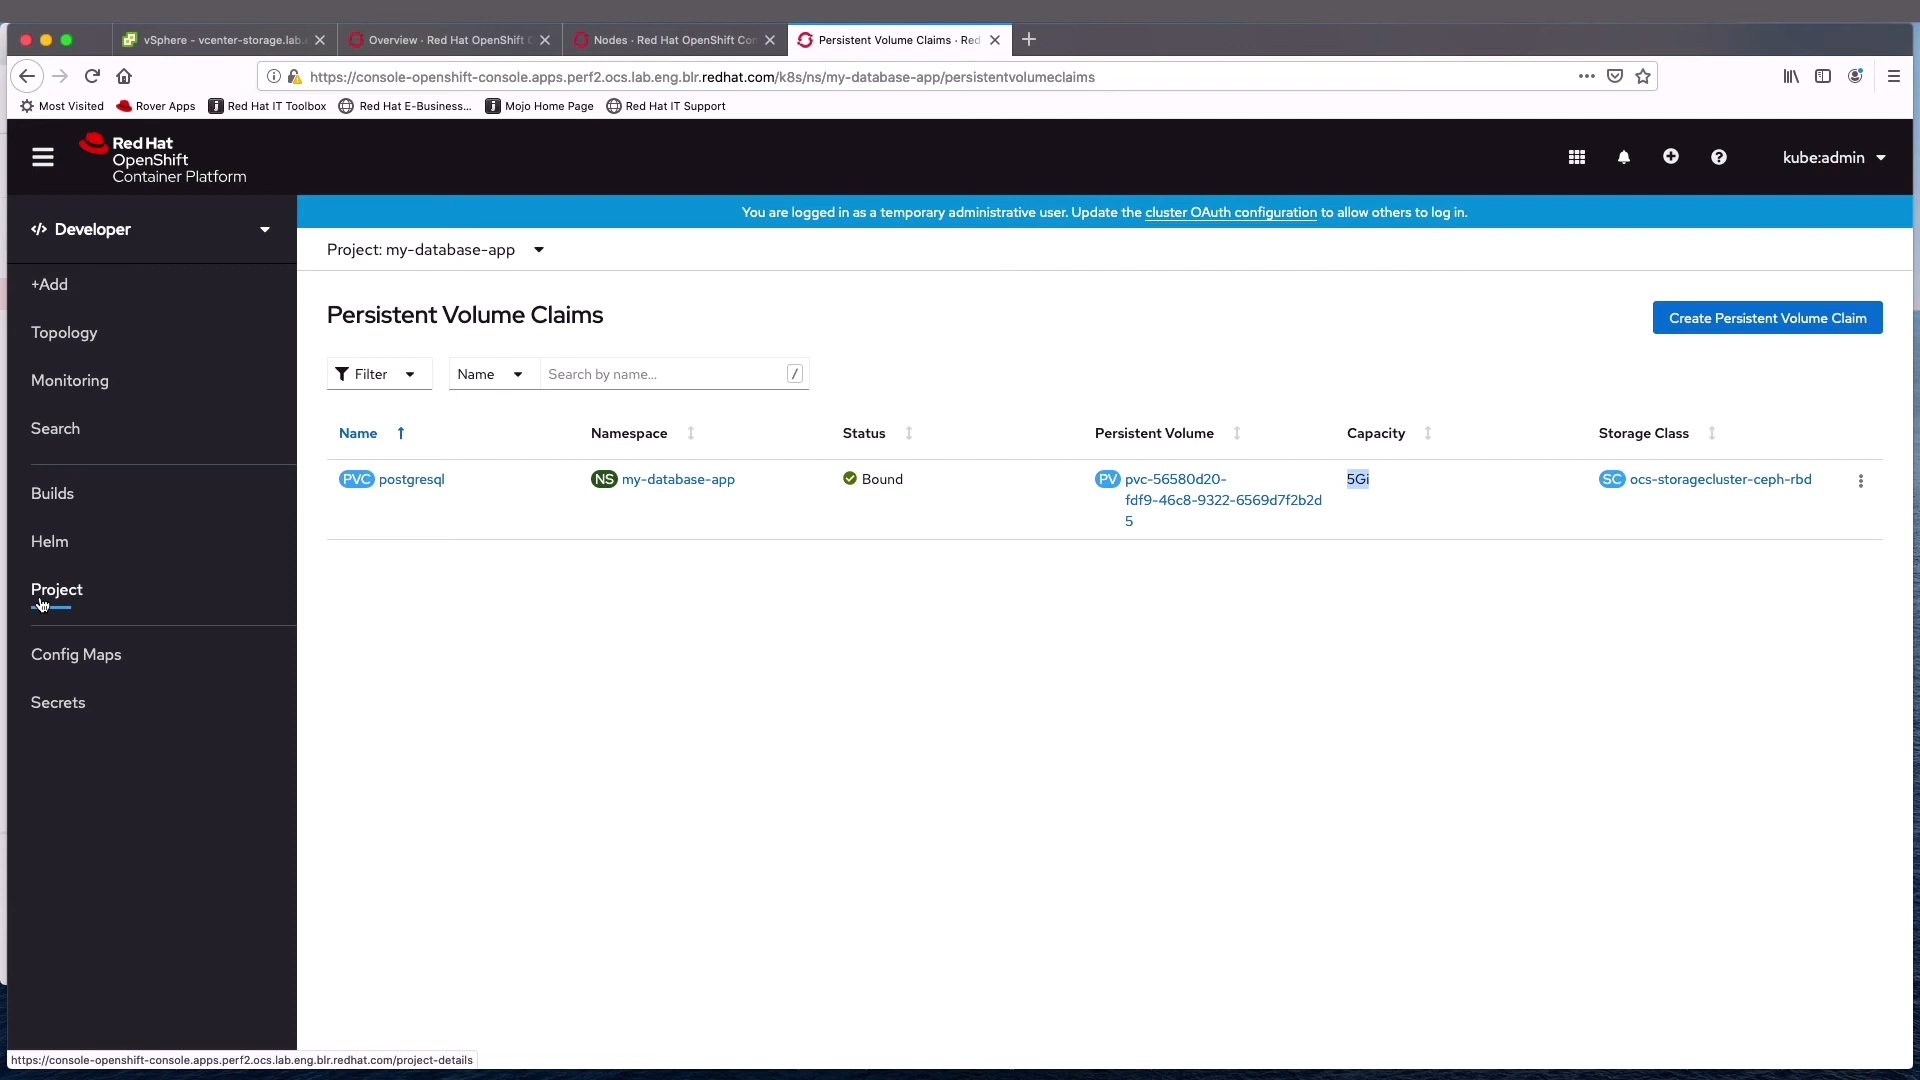 vSphere - vcenter-storage.lab.
Overview · Red Hat OpenShift
Nodes · Red Hat OpenShift Con
Persistent Volume Claims · Red
https://console-openshift-console.apps.perf2.ocs.lab.eng.blr.redhat.com/k8s/ns/my-database-app/persistentvolumeclaims
Most Visited
Rover Apps
Red Hat IT Toolbox
Red Hat E-Business...
Mojo Home Page
Red Hat IT Support
Red Hat
OpenShift
Container Platform
kube:admin
Developer
You are logged in as a temporary administrative user. Update the cluster OAuth configuration to allow others to log in.
Project: my-database-app
+Add
Topology
Monitoring
Search
Builds
Helm
Project
Config Maps
Secrets
Persistent Volume Claims
Create Persistent Volume Claim
Filter
Name
Search by name...
/
Name
Namespace
Status
Persistent Volume
Capacity
Storage Class
PVC postgresql
NS my-database-app
Bound
PV pvc-56580d20-
fdf9-46c8-9322-6569d7f2b2d
5
5Gi
SC ocs-storagecluster-ceph-rbd
https://console-openshift-console.apps.perf2.ocs.lab.eng.blr.redhat.com/project-details